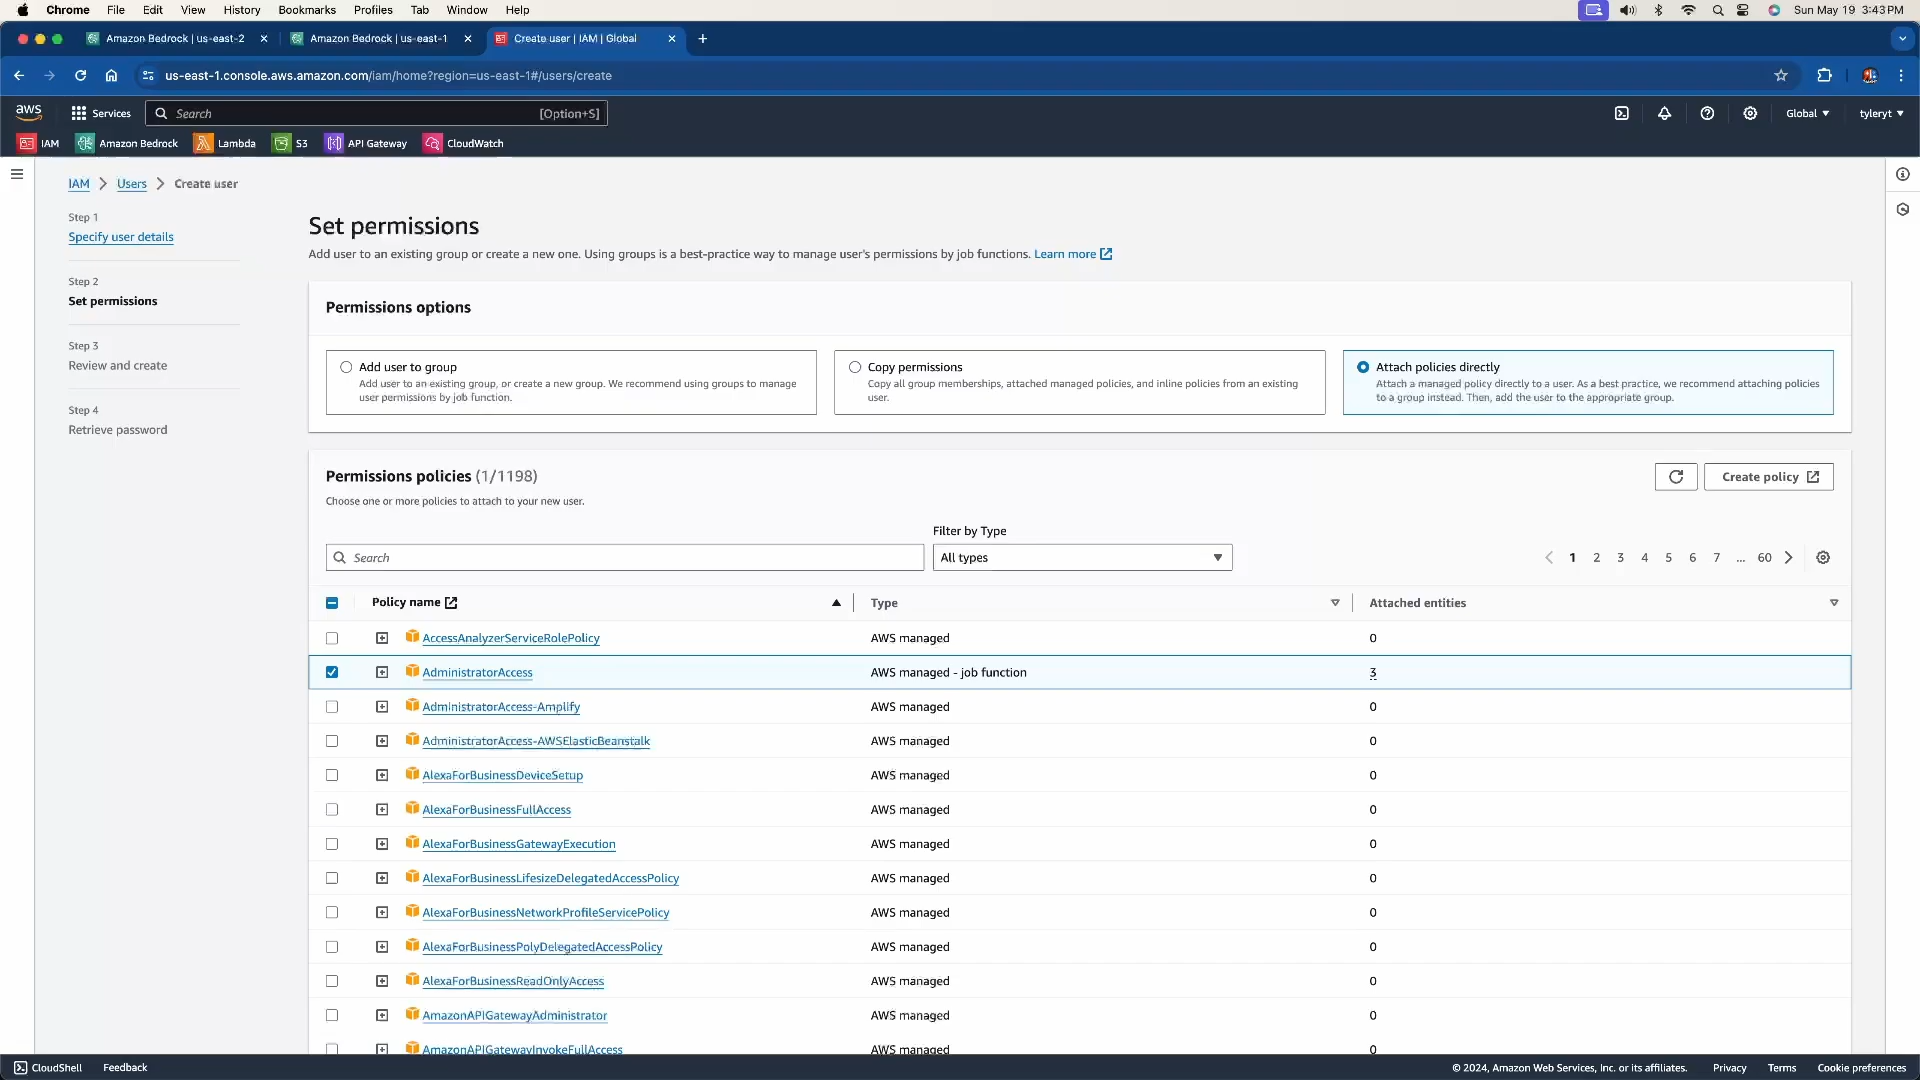 Chrome File Edit View History Bookmarks Profiles Tab Window Help Sun May 19 3:43 PM
Amazon Bedrock | us-east-2 Amazon Bedrock | us-east-1 Create user | IAM | Global
us-east-1.console.aws.amazon.com/iam/home?region=us-east-1#/users/create
aws Services Search [Option+S] Global tyleryt
IAM Amazon Bedrock Lambda S3 API Gateway CloudWatch
IAM Users Create user
Step 1
Specify user details
Step 2
Set permissions
Step 3
Review and create
Step 4
Retrieve password
Set permissions
Add user to an existing group or create a new one. Using groups is a best-practice way to manage user's permissions by job functions. Learn more
Permissions options
Add user to group
Add user to an existing group, or create a new group. We recommend using groups to manage
user permissions by job function.
Copy permissions
Copy all group memberships, attached managed policies, and inline policies from an existing
user.
Attach policies directly
Attach a managed policy directly to a user. As a best practice, we recommend attaching policies
to a group instead. Then, add the user to the appropriate group.
Permissions policies (1/1198)
Choose one or more policies to attach to your new user.
Create policy
Filter by Type
Search All types 1 2 3 4 5 6 7 ... 60
Policy name Type Attached entities
AccessAnalyzerServiceRolePolicy AWS managed 0
AdministratorAccess AWS managed - job function 3
AdministratorAccess-Amplify AWS managed 0
AdministratorAccess-AWSElasticBeanstalk AWS managed 0
AlexaForBusinessDeviceSetup AWS managed 0
AlexaForBusinessFullAccess AWS managed 0
AlexaForBusinessGatewayExecution AWS managed 0
AlexaForBusinessLifesizeDelegatedAccessPolicy AWS managed 0
AlexaForBusinessNetworkProfileServicePolicy AWS managed 0
AlexaForBusinessPolyDelegatedAccessPolicy AWS managed 0
AlexaForBusinessReadOnlyAccess AWS managed 0
AmazonAPIGatewayAdministrator AWS managed 0
AmazonAPIGatewayInvokeFullAccess AWS managed 0
CloudShell Feedback © 2024, Amazon Web Services, Inc. or its affiliates. Privacy Terms Cookie preferences